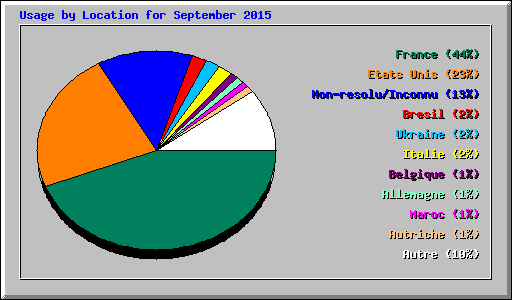 Usage by Location for September 2015
France (44%)
Etats Unis (23%)
Non-resolu/Inconnu (13%)
Bresil (2%)
Ukraine (2%)
Italie (2%)
Belgique (1%)
Allemagne (1%)
Maroc (1%)
Autriche (1%)
Autre (10%)